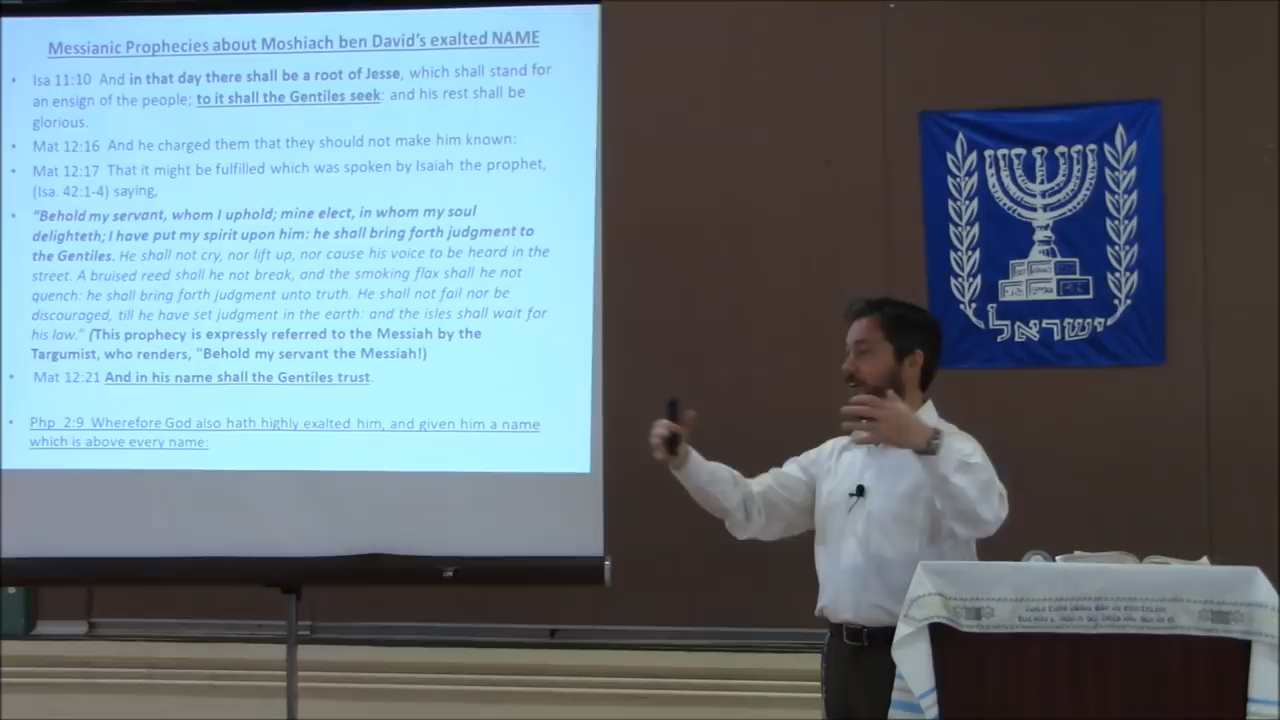 Messianic Prophecies about Moshiach ben David's exalted NAME
• Isa 11:10 And in that day there shall be a root of Jesse, which shall stand for
an ensign of the people; to it shall the Gentiles seek: and his rest shall be
glorious.
• Mat 12:16 And he charged them that they should not make him known:
• Mat 12:17 That it might be fulfilled which was spoken by Isaiah the prophet,
(Isa. 42:1-4) saying,
• "Behold my servant, whom I uphold; mine elect, in whom my soul
delighteth; I have put my spirit upon him: he shall bring forth judgment to
the Gentiles. He shall not cry, nor lift up, nor cause his voice to be heard in the
street. A bruised reed shall he not break, and the smoking flax shall he not
quench: he shall bring forth judgment unto truth. He shall not fail nor be
discouraged, till he have set judgment in the earth: and the isles shall wait for
his law." (This prophecy is expressly referred to the Messiah by the
Targumist, who renders, "Behold my servant the Messiah!)
• Mat 12:21 And in his name shall the Gentiles trust.
• Php 2:9 Wherefore God also hath highly exalted him, and given him a name
which is above every name:
ישראל